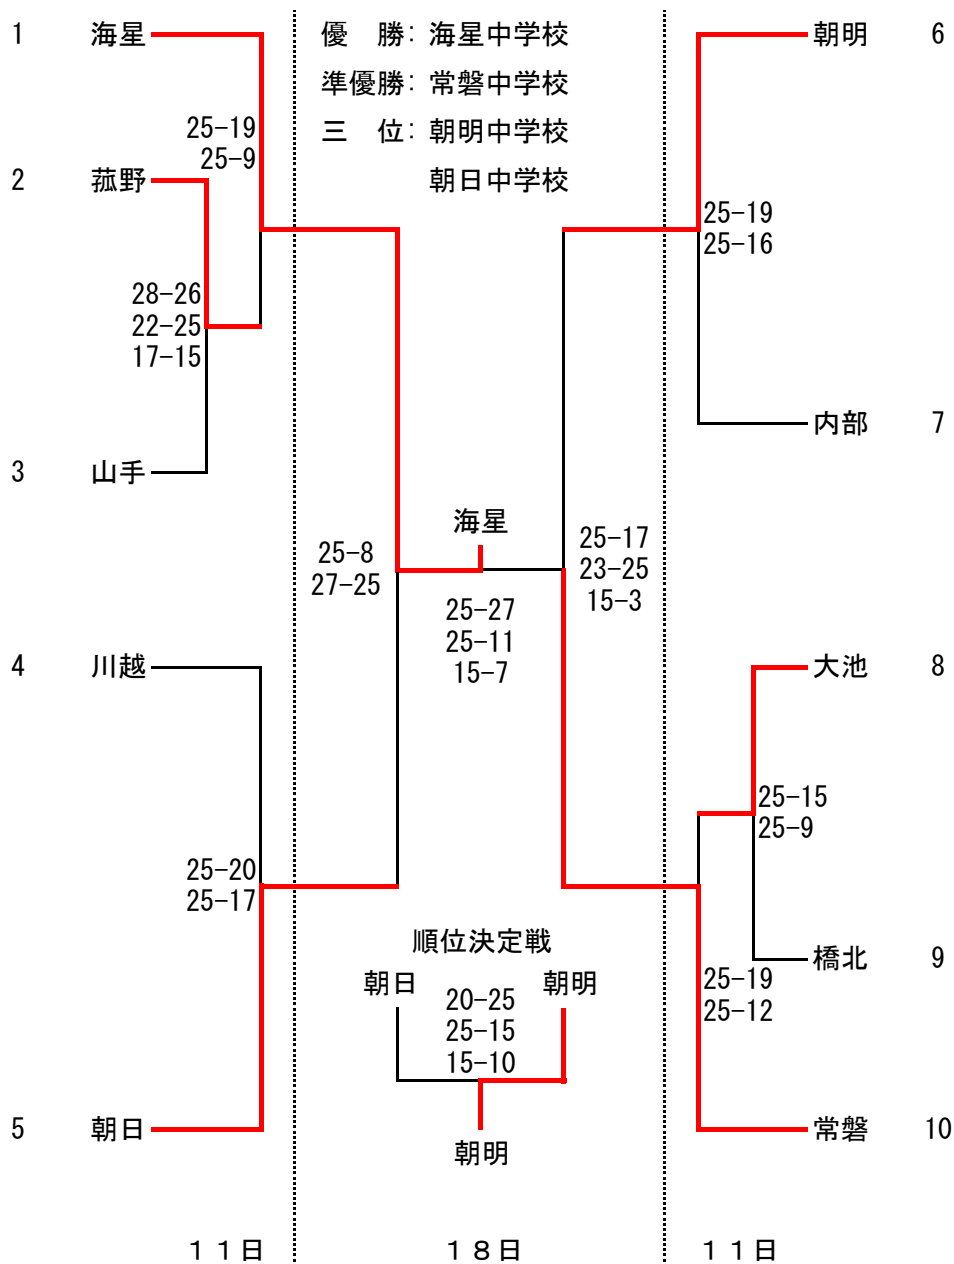 1 海星
優　勝：海星中学校
朝明 6
準優勝：常磐中学校
25-19
三　位：朝明中学校
25-9
2 菰野
朝日中学校
25-19
25-16
28-26
22-25
17-15
内部 7
3 山手
海星
25-8
27-25
25-17
23-25
15-3
25-27
25-11
15-7
4 川越
大池 8
25-15
25-9
25-20
25-17
順位決定戦
橋北 9
朝日
朝明
20-25
25-15
15-10
25-19
25-12
5 朝日
常磐 10
朝明
１１日
１８日
１１日